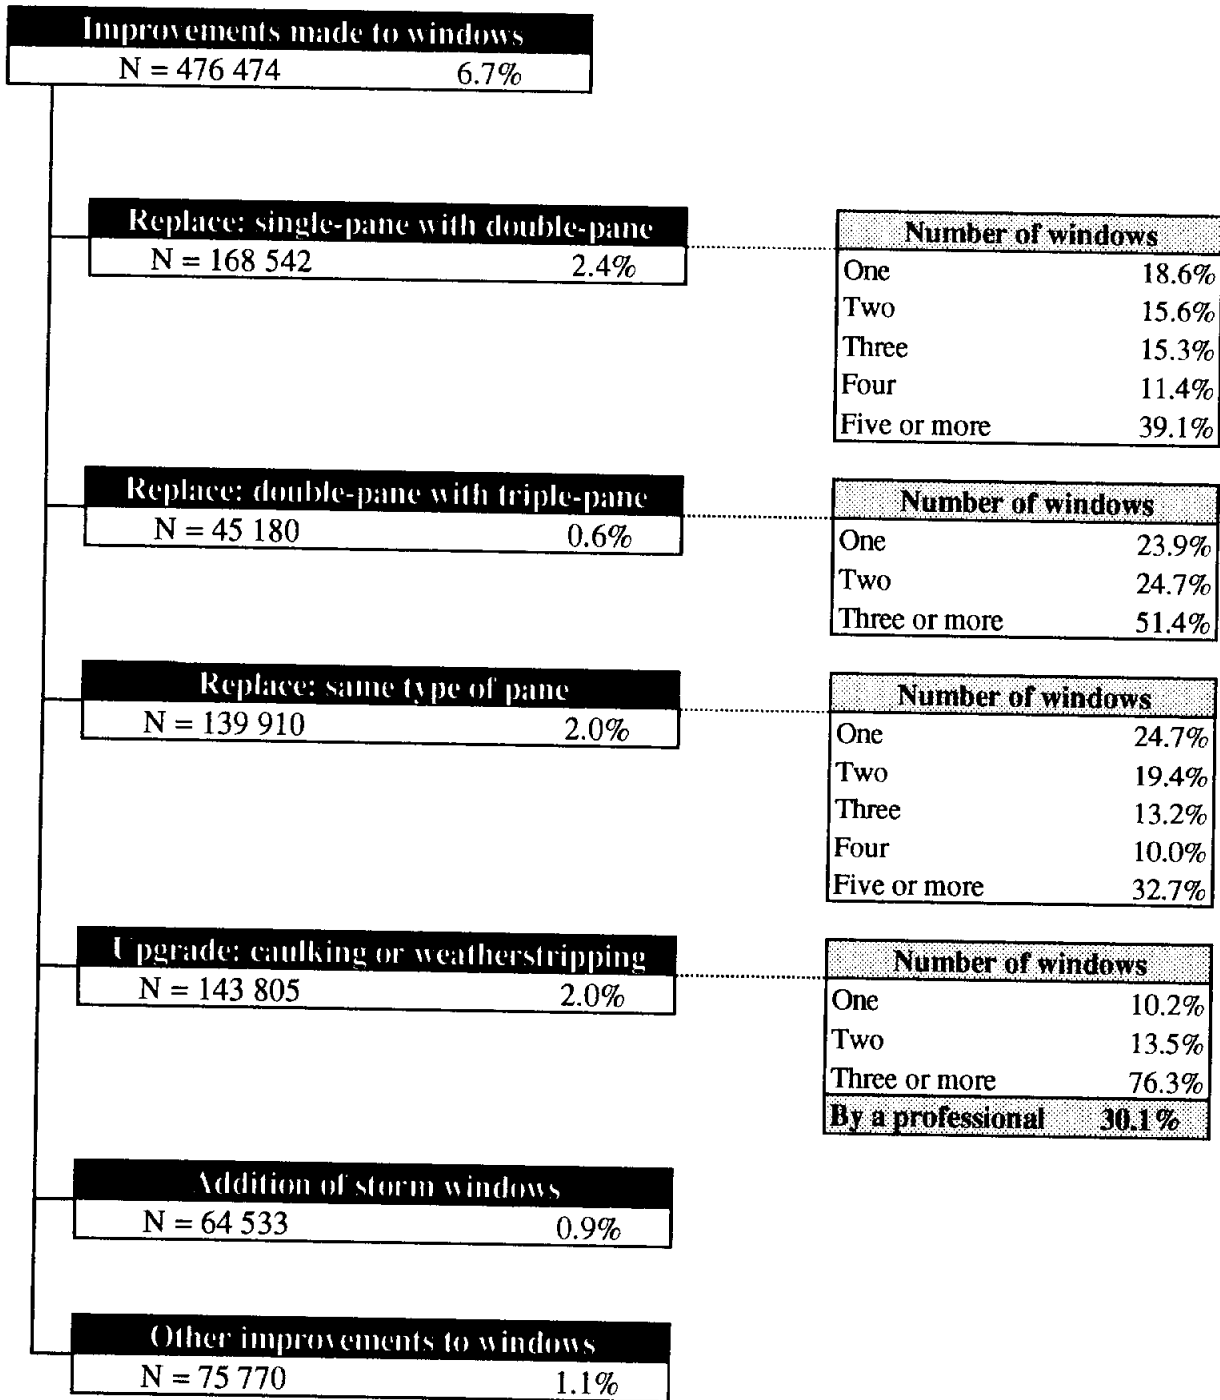 Improvements made to windows
N = 476 474 6.7%
Replace: single-pane with double-pane
N = 168 542 2.4%
Number of windows
One 18.6%
Two 15.6%
Three 15.3%
Four 11.4%
Five or more 39.1%
Replace: double-pane with triple-pane
N = 45 180 0.6%
Number of windows
One 23.9%
Two 24.7%
Three or more 51.4%
Replace: same type of pane
N = 139 910 2.0%
Number of windows
One 24.7%
Two 19.4%
Three 13.2%
Four 10.0%
Five or more 32.7%
Upgrade: caulking or weatherstripping
N = 143 805 2.0%
Number of windows
One 10.2%
Two 13.5%
Three or more 76.3%
By a professional 30.1%
Addition of storm windows
N = 64 533 0.9%
Other improvements to windows
N = 75 770 1.1%